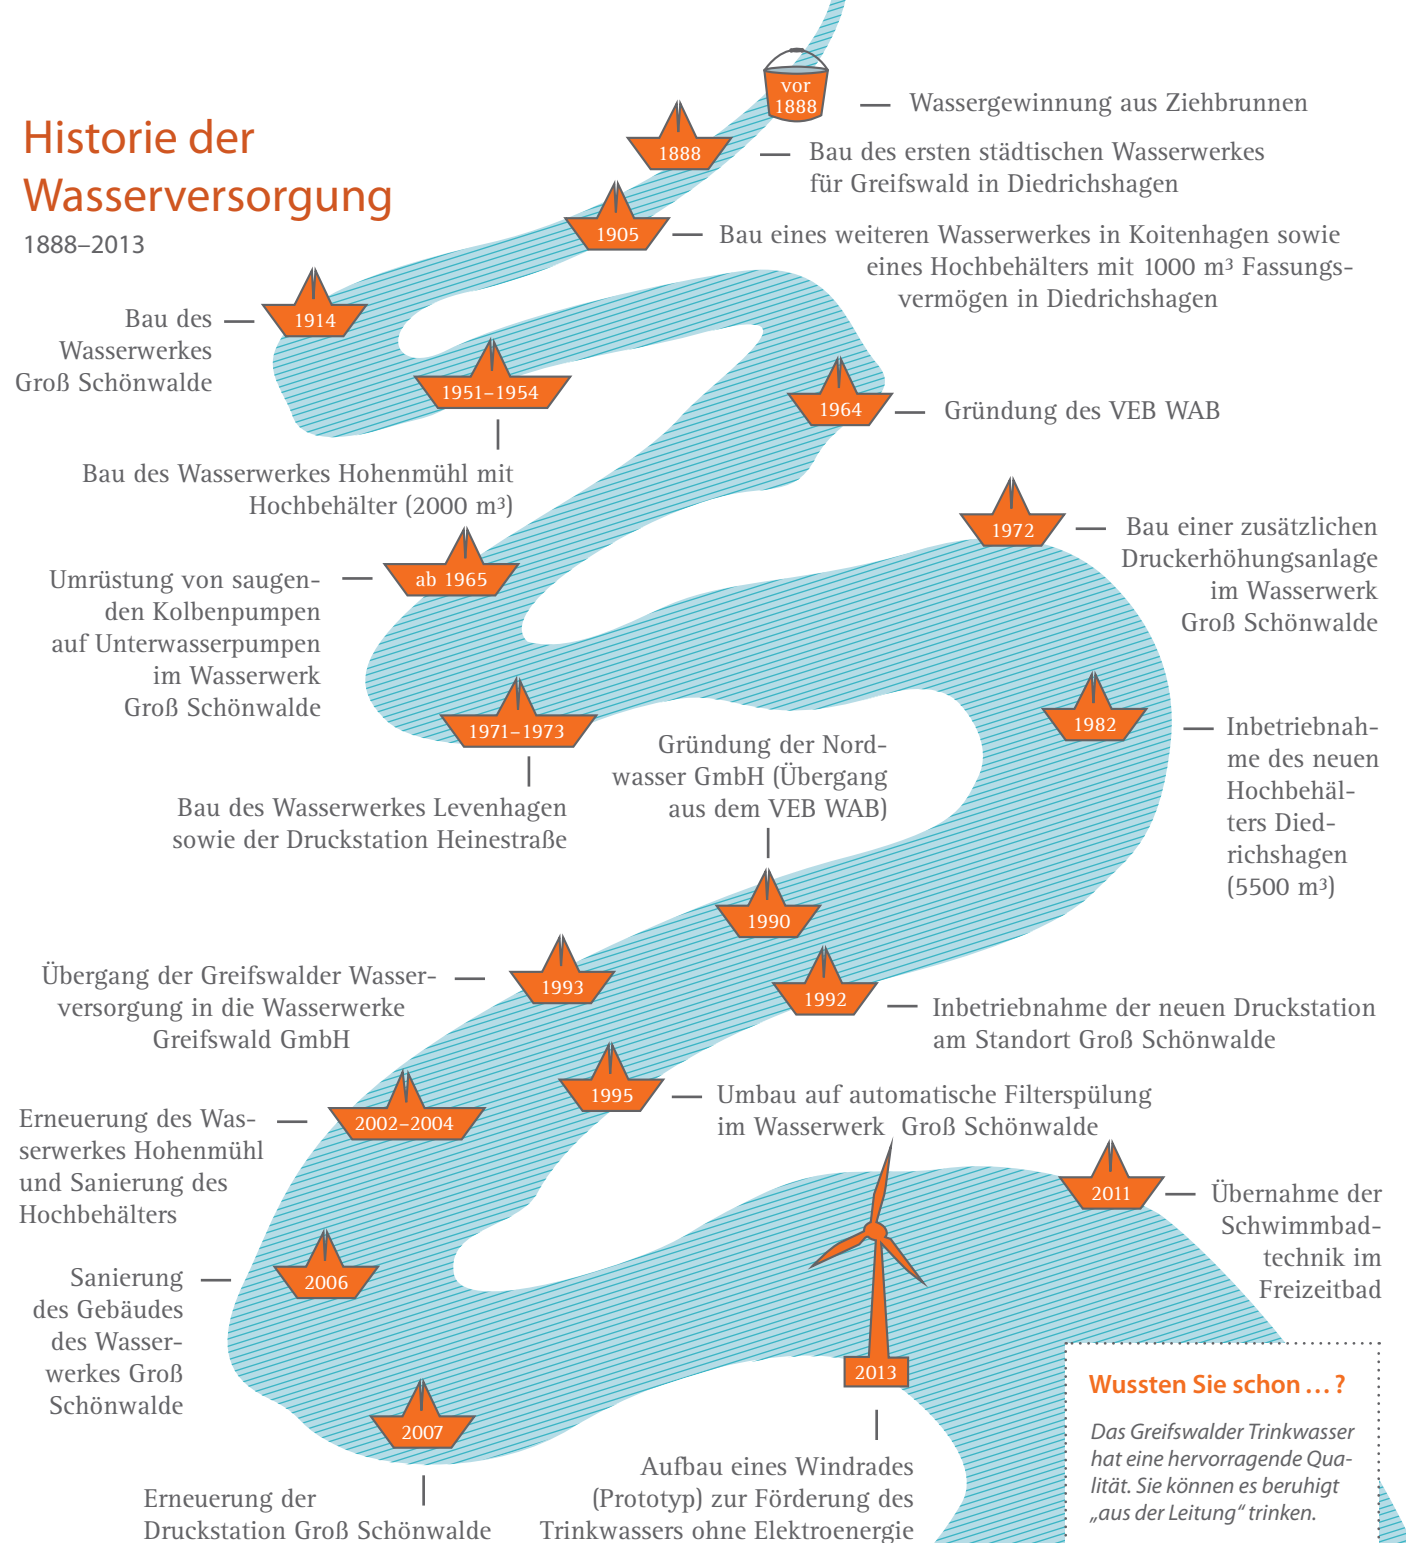 Historie der
Wasserversorgung
1888–2013
vor
1888
Wassergewinnung aus Ziehbrunnen
1888
Bau des ersten städtischen Wasserwerkes
für Greifswald in Diedrichshagen
1905
Bau eines weiteren Wasserwerkes in Koitenhagen sowie
eines Hochbehälters mit 1000 m³ Fassungs-
vermögen in Diedrichshagen
1914
Bau des
Wasserwerkes
Groß Schönwalde
1951–1954
Bau des Wasserwerkes Hohenmühl mit
Hochbehälter (2000 m³)
1964
Gründung des VEB WAB
ab 1965
Umrüstung von saugen-
den Kolbenpumpen
auf Unterwasserpumpen
im Wasserwerk
Groß Schönwalde
1972
Bau einer zusätzlichen
Druckerhöhungsanlage
im Wasserwerk
Groß Schönwalde
1971–1973
Bau des Wasserwerkes Levenhagen
sowie der Druckstation Heinestraße
1982
Inbetriebnah-
me des neuen
Hochbehäl-
ters Died-
richshagen
(5500 m³)
Gründung der Nord-
wasser GmbH (Übergang
aus dem VEB WAB)
1990
1993
Übergang der Greifswalder Wasser-
versorgung in die Wasserwerke
Greifswald GmbH
1992
Inbetriebnahme der neuen Druckstation
am Standort Groß Schönwalde
1995
Umbau auf automatische Filterspülung
im Wasserwerk Groß Schönwalde
2002–2004
Erneuerung des Was-
serwerkes Hohenmühl
und Sanierung des
Hochbehälters
2011
Übernahme der
Schwimmbad-
technik im
Freizeitbad
2006
Sanierung
des Gebäudes
des Wasser-
werkes Groß
Schönwalde
2007
Erneuerung der
Druckstation Groß Schönwalde
2013
Aufbau eines Windrades
(Prototyp) zur Förderung des
Trinkwassers ohne Elektroenergie
Wussten Sie schon … ?
Das Greifswalder Trinkwasser
hat eine hervorragende Qua-
lität. Sie können es beruhigt
„aus der Leitung“ trinken.